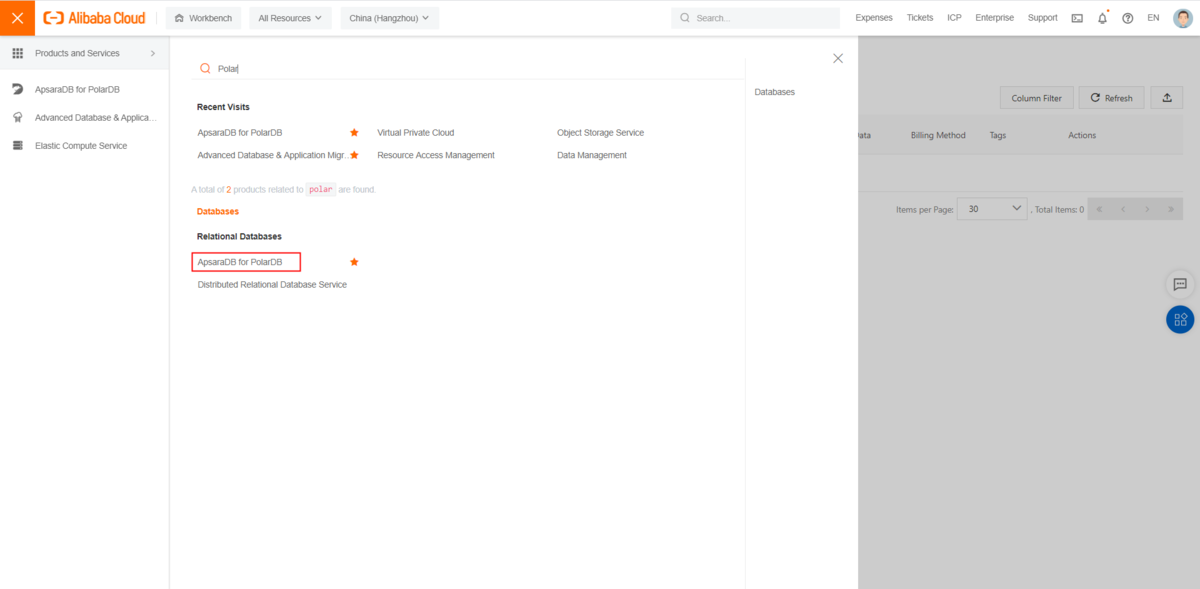 Alibaba Cloud
Workbench
All Resources
China (Hangzhou)
Search...
Expenses
Tickets
ICP
Enterprise
Support
EN
Products and Services
ApsaraDB for PolarDB
Advanced Database & Applica...
Elastic Compute Service
Polar
Recent Visits
ApsaraDB for PolarDB
Virtual Private Cloud
Object Storage Service
Advanced Database & Application Migr...
Resource Access Management
Data Management
A total of 2 products related to polar are found.
Databases
Relational Databases
ApsaraDB for PolarDB
Distributed Relational Database Service
Databases
Column Filter
Refresh
Billing Method
Tags
Actions
Items per Page: 30 , Total Items: 0